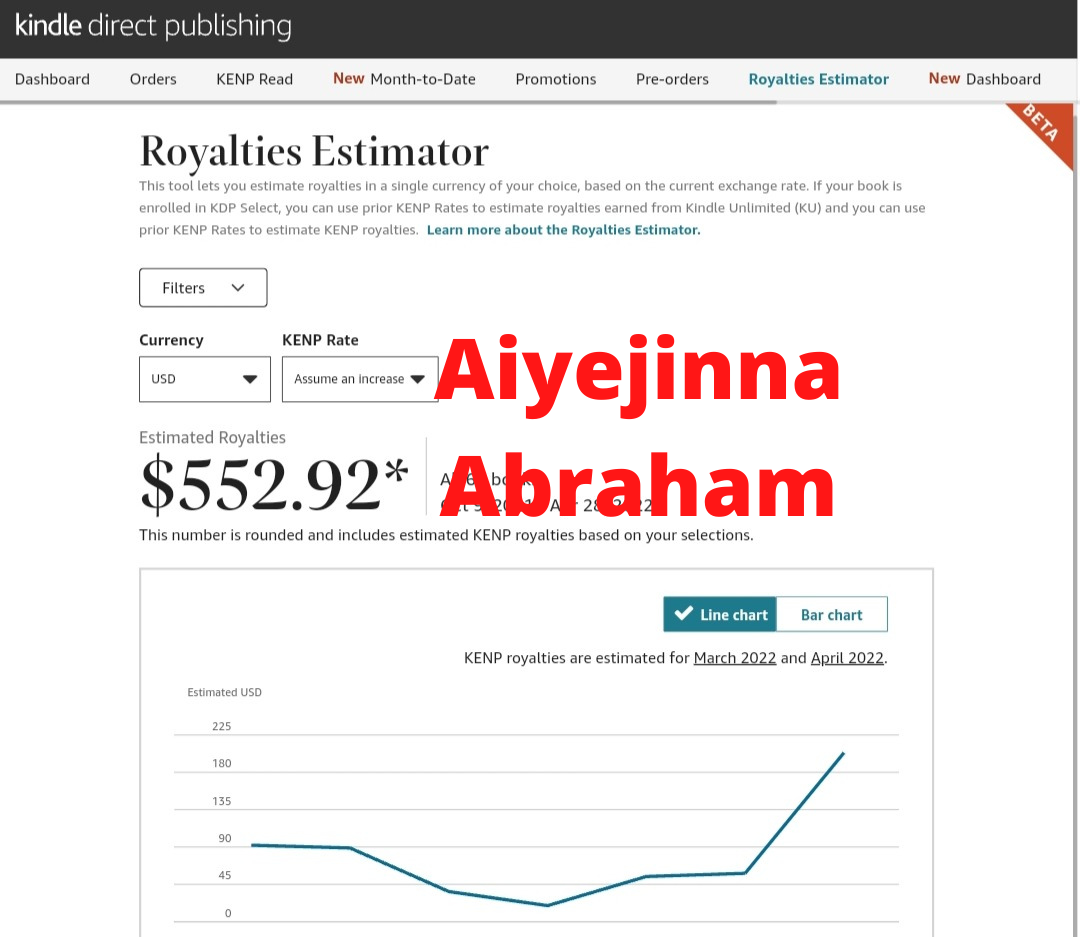 kindle direct publishing
Dashboard Orders KENP Read New Month-to-Date Promotions Pre-orders Royalties Estimator New Dashboard
BETA
Royalties Estimator
This tool lets you estimate royalties in a single currency of your choice, based on the current exchange rate. If your book is
enrolled in KDP Select, you can use prior KENP Rates to estimate royalties earned from Kindle Unlimited (KU) and you can use
prior KENP Rates to estimate KENP royalties. Learn more about the Royalties Estimator.
Filters
Currency KENP Rate
USD Assume an increase
Aiyejinna
Abraham
Estimated Royalties
$552.92*
This number is rounded and includes estimated KENP royalties based on your selections.
Line chart Bar chart
KENP royalties are estimated for March 2022 and April 2022.
Estimated USD
225
180
135
90
45
0